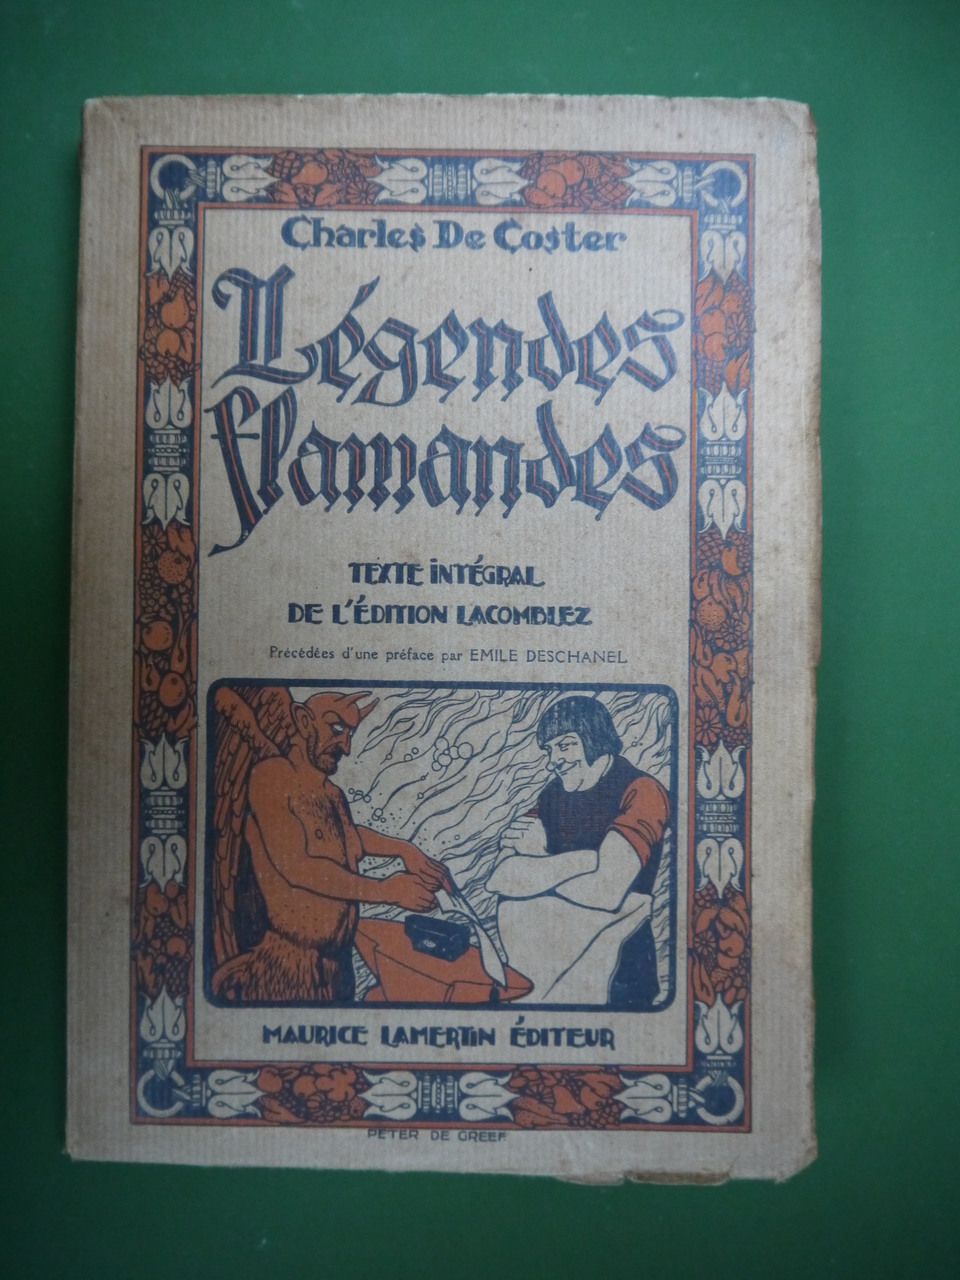 Charles De Coster
Légendes
flamandes
TEXTE INTÉGRAL
DE L'ÉDITION LACOMBLEZ
Précédées d'une préface par EMILE DESCHANEL
MAURICE LAMERTIN ÉDITEUR
PETER DE GREEF